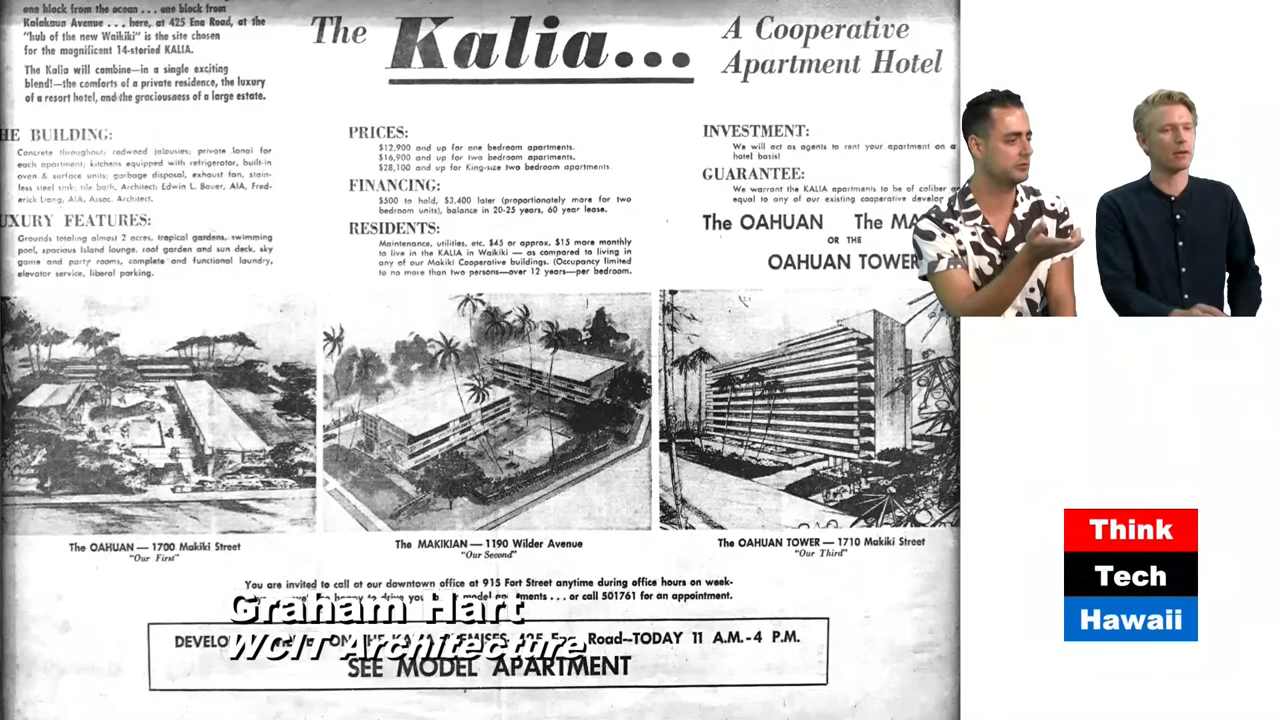 one block from the ocean . . . one block from
Kalakaua Avenue . . . here, at 425 Ena Road, at the
"hub of the new Waikiki" is the site chosen
for the magnificent 14-storied KALIA.
The Kalia will combine—in a single exciting
blend!—the comforts of a private residence, the luxury
of a resort hotel, and the graciousness of a large estate.
The Kalia...
A Cooperative
Apartment Hotel
HE BUILDING:
Concrete throughout; redwood jalousies; private lanai for
each apartment; kitchens equipped with refrigerator, built-in
oven & surface units; garbage disposal, exhaust fan, stain-
less steel sink; tile bath, Architect: Edwin L. Bauer, AIA, Fred-
erick Liang, AIA, Assoc. Architect.
UXURY FEATURES:
Grounds totaling almost 2 acres, tropical gardens, swimming
pool, spacious Island lounge, roof garden and sun deck, sky
game and party rooms, complete and functional laundry,
elevator service, liberal parking.
PRICES:
$12,900 and up for one bedroom apartments.
$16,900 and up for two bedroom apartments.
$28,100 and up for King-size two bedroom apartments.
FINANCING:
$500 to hold, $3,400 later (proportionately more for two
bedroom units), balance in 20-25 years, 60 year lease.
RESIDENTS:
Maintenance, utilities, etc. $45 or approx. $15 more monthly
to live in the KALIA in Waikiki — as compared to living in
any of our Makiki Cooperative buildings. (Occupancy limited
to no more than two persons—over 12 years—per bedroom.
INVESTMENT:
We will act as agents to rent your apartment on a
hotel basis!
GUARANTEE:
We warrant the KALIA apartments to be of caliber
equal to any of our existing cooperative
The OAHUAN The MA
OR THE
OAHUAN TOWER
The OAHUAN — 1700 Makiki Street
"Our First"
The MAKIKIAN — 1190 Wilder Avenue
"Our Second"
The OAHUAN TOWER — 1710 Makiki Street
"Our Third"
You are invited to call at our downtown office at 915 Fort Street anytime during office hours on week-
happy to drive you . . . or call 501761 for an appointment.
Graham Hart
WCIT Architecture
Road--TODAY 11 A.M.-4 P.M.
SEE MODEL APARTMENT
Think
Tech
Hawaii